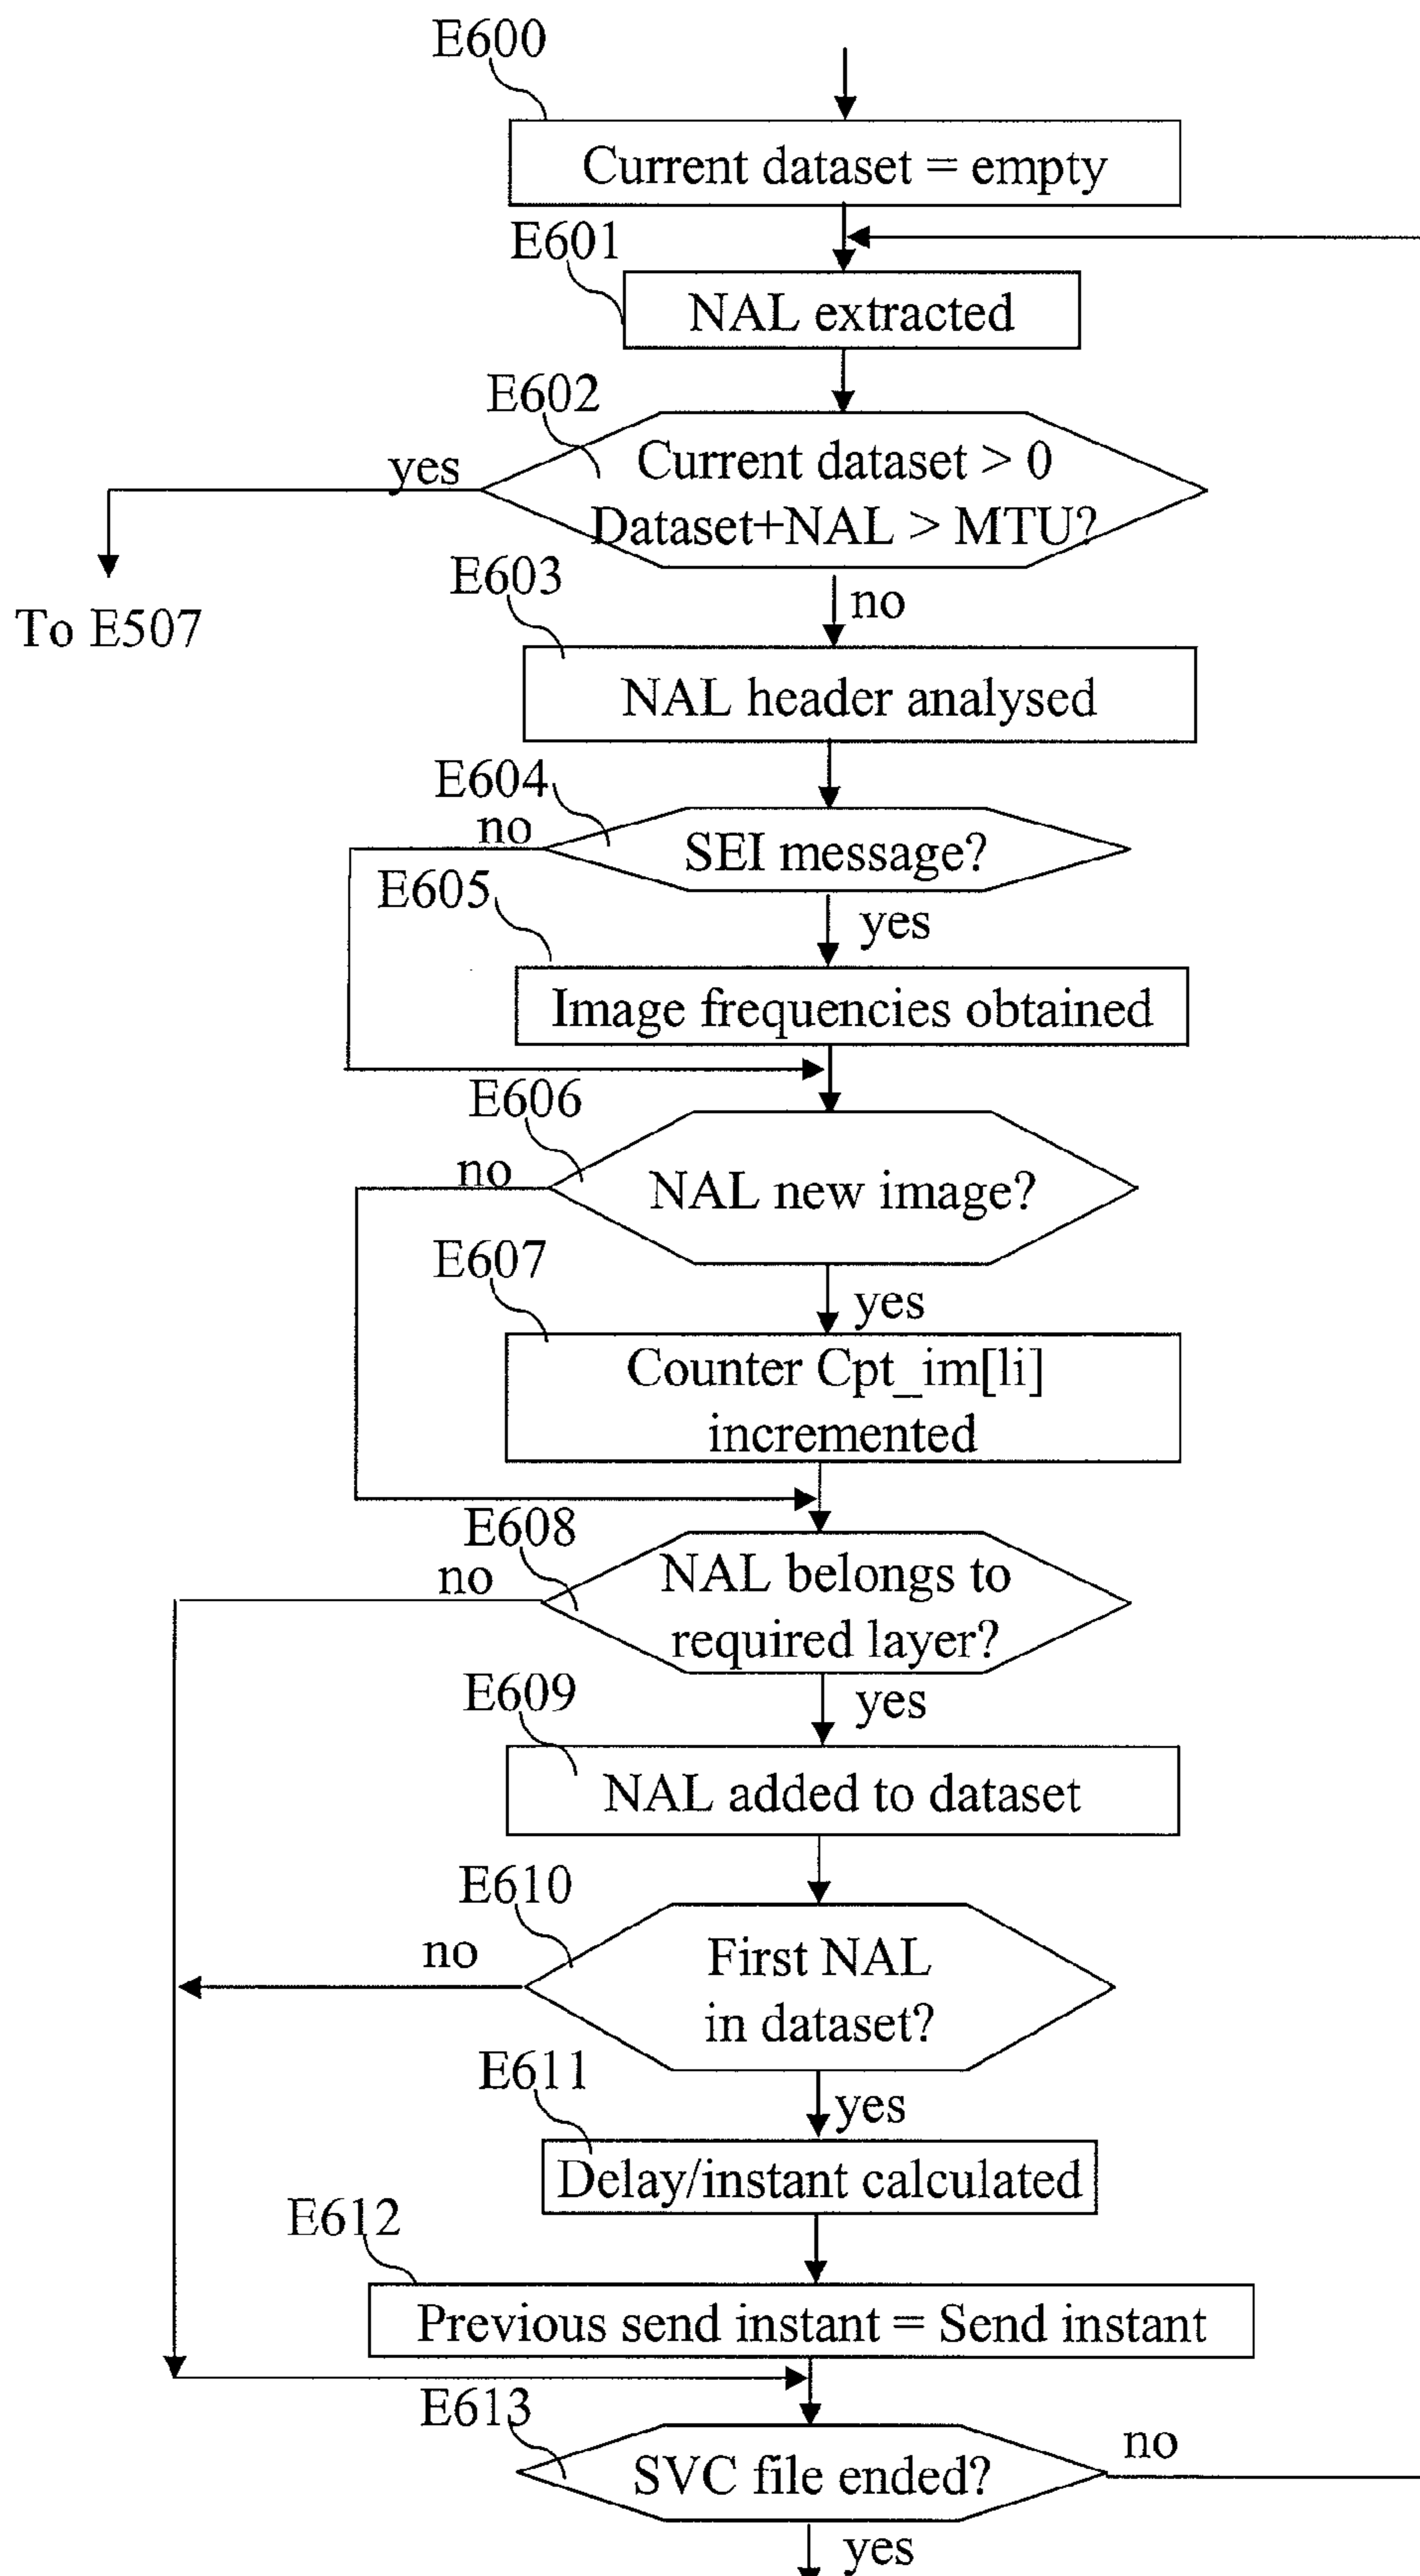 E600
Current dataset = empty
E601
NAL extracted
E602
yes
Current dataset > 0
Dataset+NAL > MTU?
To E507
E603
no
NAL header analysed
E604
no
SEI message?
E605
yes
Image frequencies obtained
E606
no
NAL new image?
E607
yes
Counter Cpt_im[li]
incremented
E608
no
NAL belongs to
required layer?
E609
yes
NAL added to dataset
E610
no
First NAL
in dataset?
E611
yes
Delay/instant calculated
E612
Previous send instant = Send instant
E613
no
SVC file ended?
yes